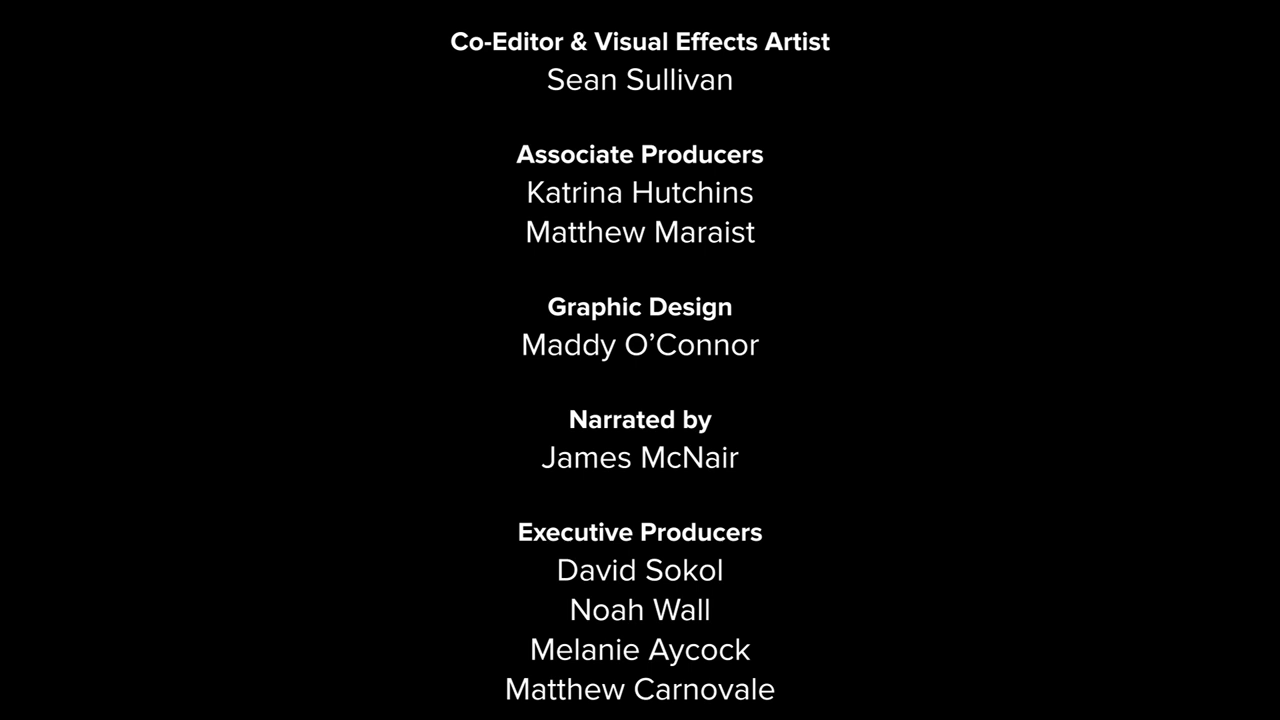 Co-Editor & Visual Effects Artist
Sean Sullivan
Associate Producers
Katrina Hutchins
Matthew Maraist
Graphic Design
Maddy O’Connor
Narrated by
James McNair
Executive Producers
David Sokol
Noah Wall
Melanie Aycock
Matthew Carnovale